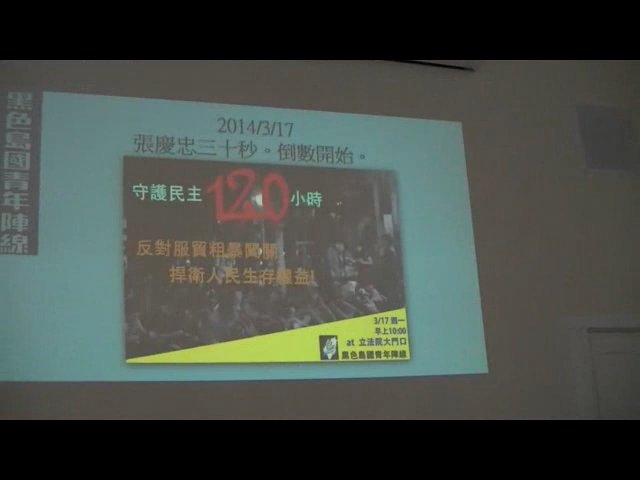 黑色島國青年陣線
2014/3/17
張慶忠三十秒。倒數開始。
守護民主120小時
反對服貿粗暴闖關
捍衛人民生存權益!
3/17 週一
早上10:00
at 立法院大門口
黑色島國青年陣線